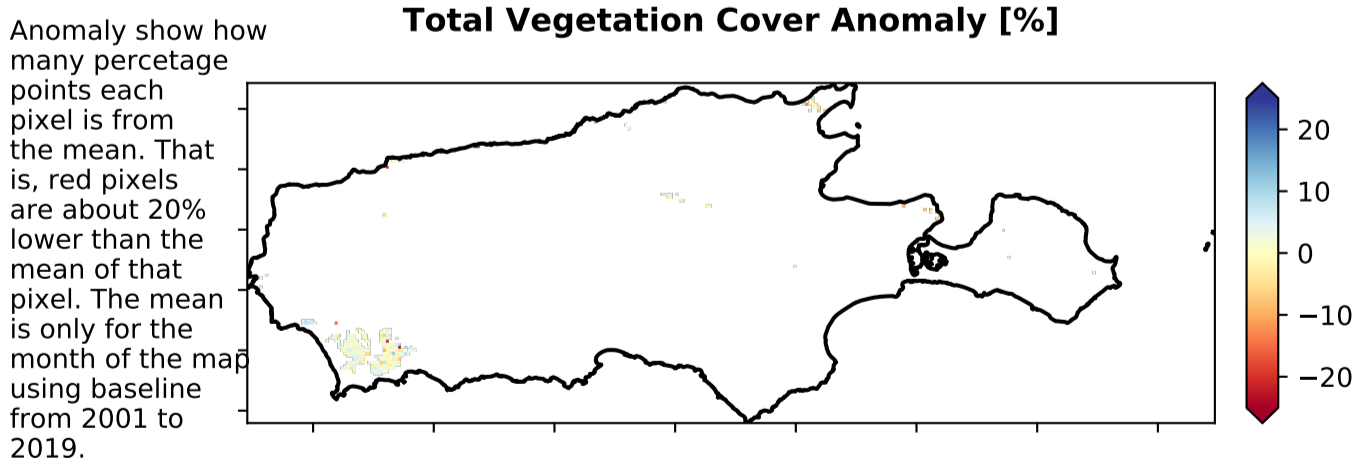 Total Vegetation Cover Anomaly [%]
Anomaly show how
many percetage
points each
pixel is from
the mean. That
is, red pixels
are about 20%
lower than the
mean of that
pixel. The mean
is only for the
month of the map
using baseline
from 2001 to
2019.
20
10
0
−10
−20